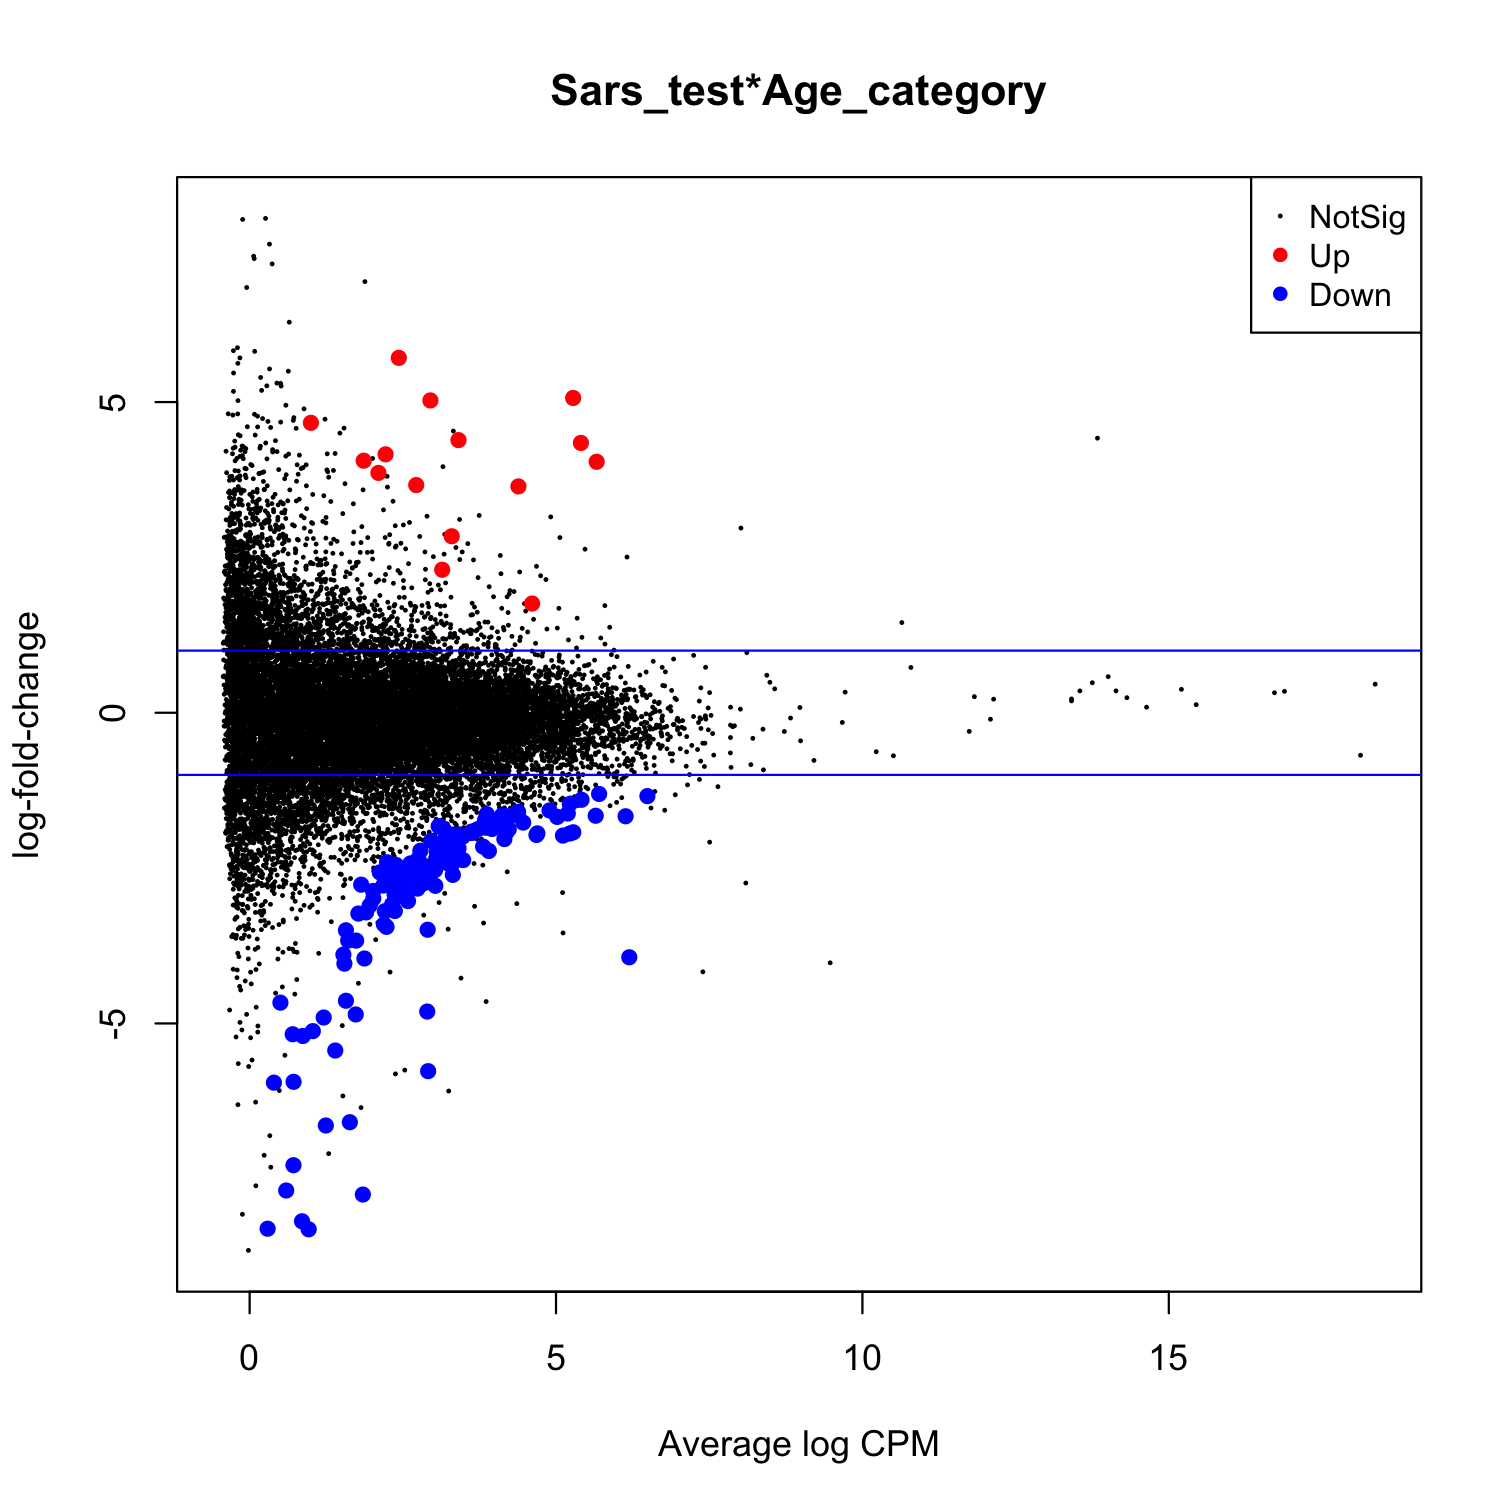 Sars_test*Age_category
NotSig
Up
Down
5
0
-5
log-fold-change
0
5
10
15
Average log CPM